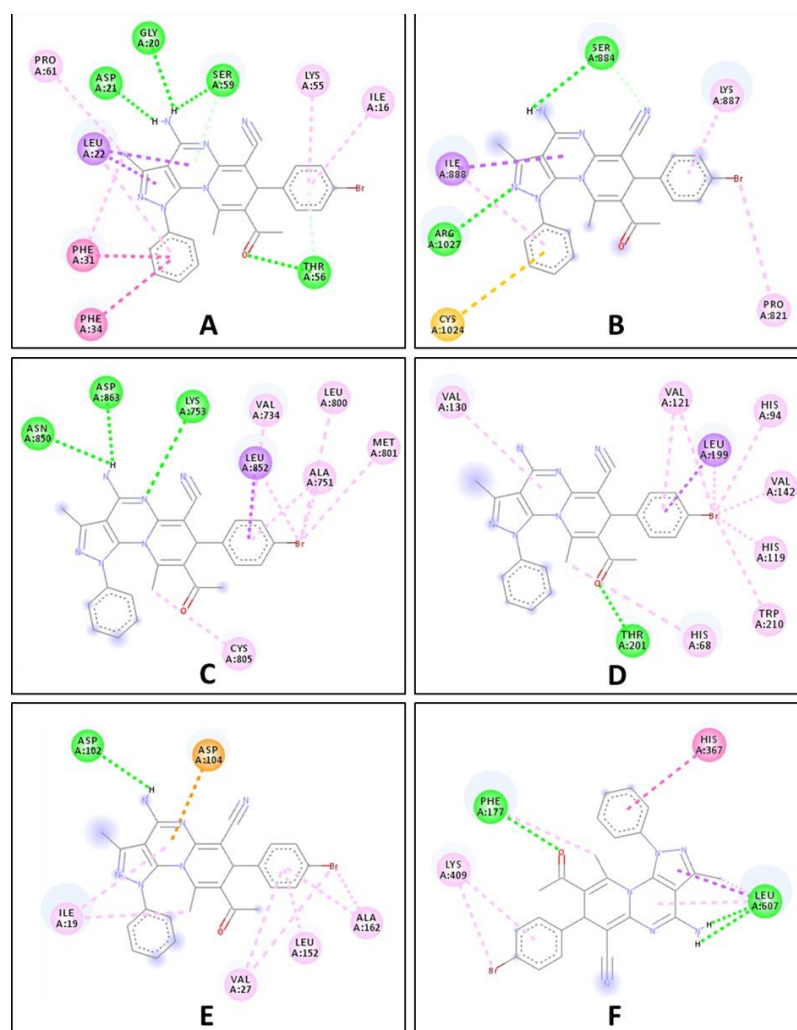 GLY
A:20
PRO
A:61
ASP
A:21
SER
A:59
LYS
A:55
ILE
A:16
LEU
A:22
PHE
A:31
THR
A:56
PHE
A:34
H
H
N
N
N
N
N
N
Br
O
A
SER
A:884
LYS
A:887
ILE
A:888
ARG
A:1027
CYS
A:1024
PRO
A:821
H
N
N
N
N
N
N
Br
O
B
ASP
A:863
LYS
A:753
ASN
A:850
VAL
A:734
LEU
A:800
LEU
A:852
ALA
A:751
MET
A:801
CYS
A:805
H
N
N
N
N
N
N
Br
O
C
VAL
A:130
VAL
A:121
HIS
A:94
LEU
A:199
VAL
A:142
HIS
A:119
TRP
A:210
THR
A:201
HIS
A:68
N
N
N
N
N
N
Br
O
D
ASP
A:102
ASP
A:104
ILE
A:19
ALA
A:162
LEU
A:152
VAL
A:27
H
N
N
N
N
N
N
Br
O
E
HIS
A:367
PHE
A:177
LYS
A:409
LEU
A:607
O
N
N
N
N
N
N
H
H
Br
F